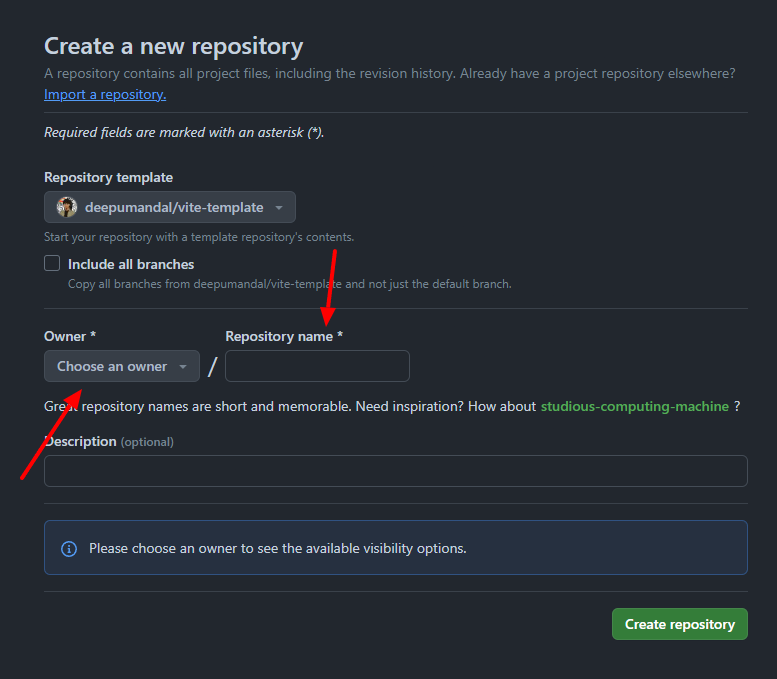 Create a new repository
A repository contains all project files, including the revision history. Already have a project repository elsewhere?
Import a repository.
Required fields are marked with an asterisk (*).
Repository template
deepumandal/vite-template
Start your repository with a template repository's contents.
Include all branches
Copy all branches from deepumandal/vite-template and not just the default branch.
Owner * Repository name *
Choose an owner /
Great repository names are short and memorable. Need inspiration? How about studious-computing-machine ?
Description (optional)
Please choose an owner to see the available visibility options.
Create repository